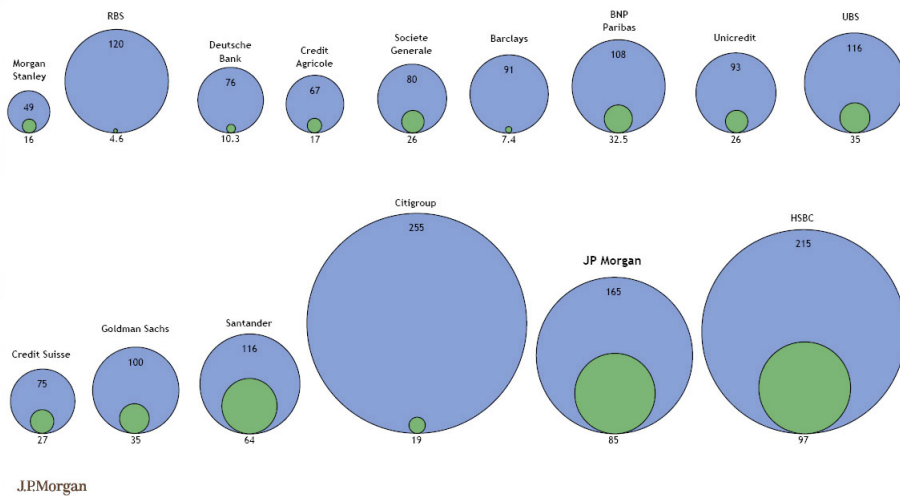 RBS
120
4.6
Morgan
Stanley
49
16
Deutsche
Bank
76
10.3
Credit
Agricole
67
17
Societe
Generale
80
26
Barclays
91
7.4
BNP
Paribas
108
32.5
Unicredit
93
26
UBS
116
35
Credit Suisse
75
27
Goldman Sachs
100
35
Santander
116
64
Citigroup
255
19
JP Morgan
165
85
HSBC
215
97
J.P.Morgan